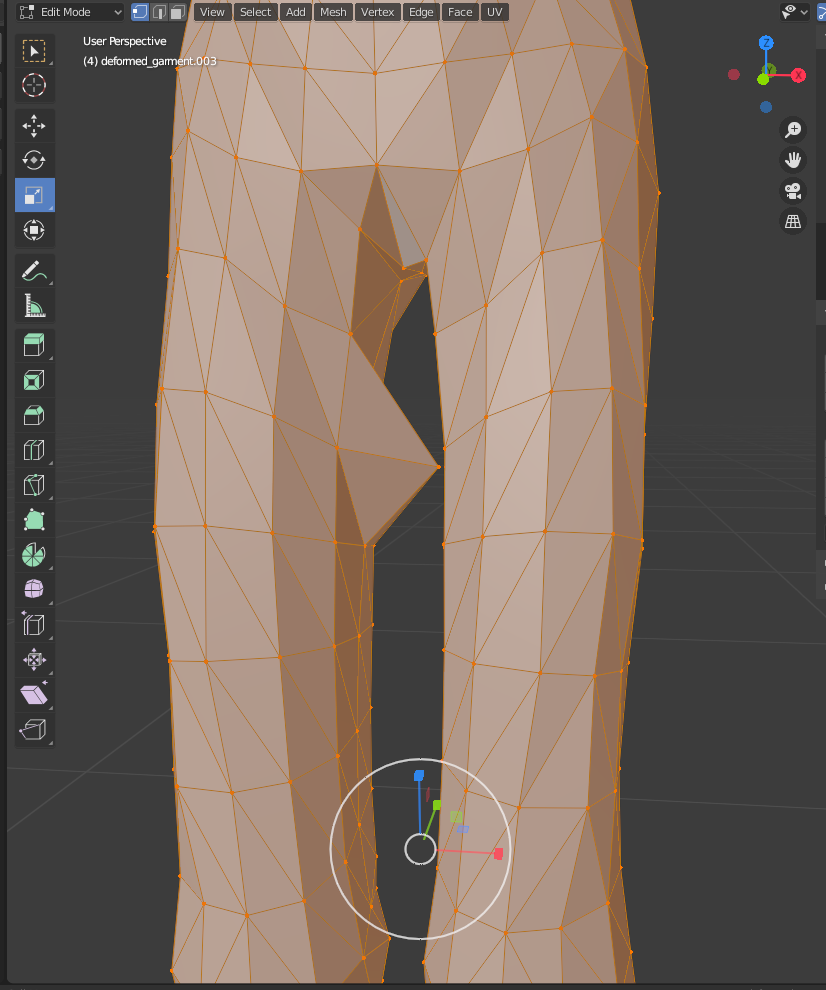 Edit Mode View Select Add Mesh Vertex Edge Face UV
User Perspective
(4) deformed_garment.003
Z
X
Y